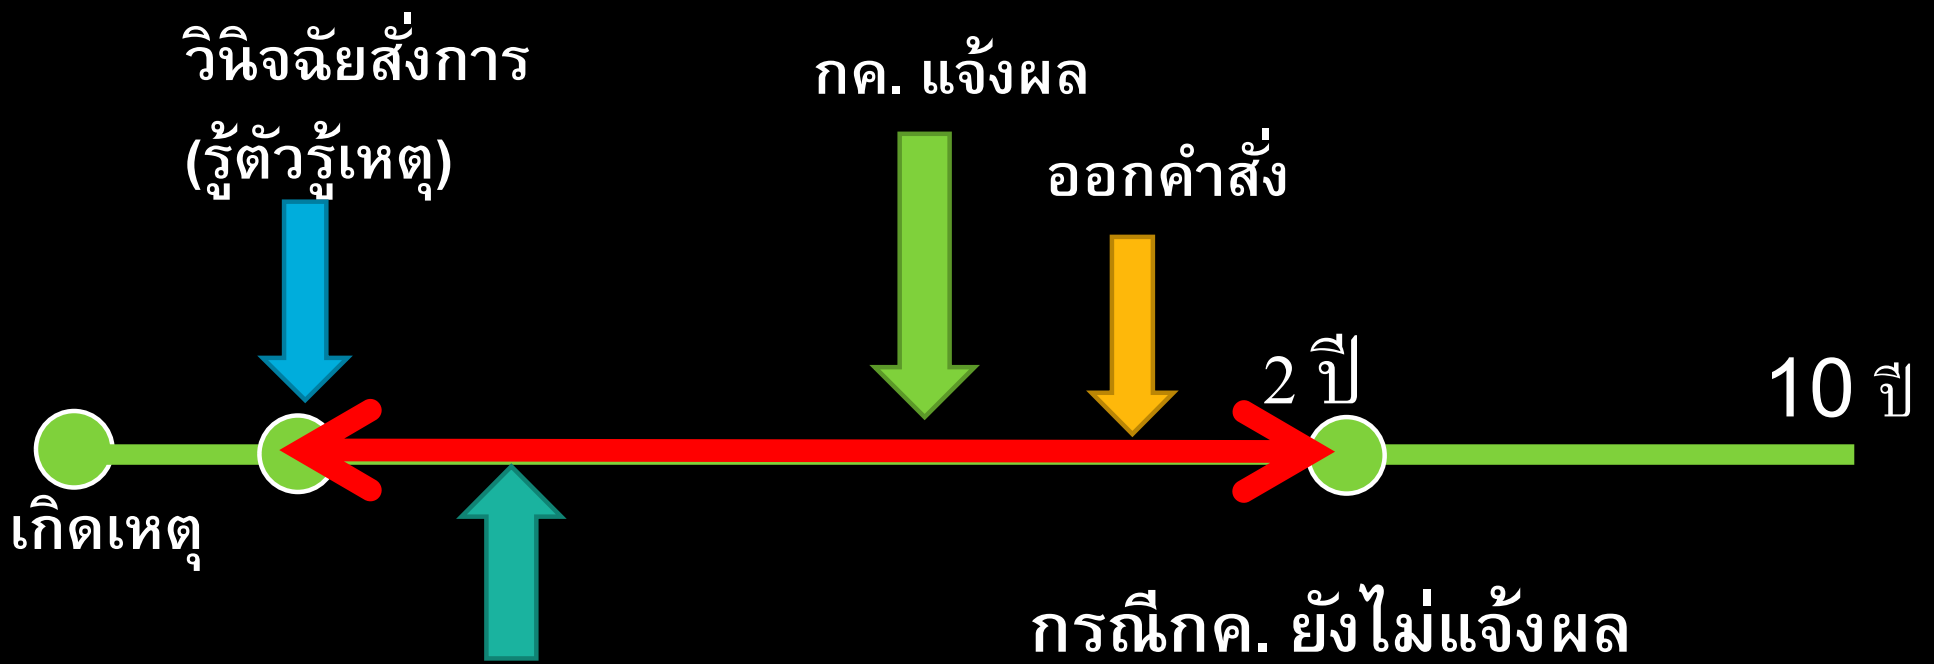 วินิจฉัยสั่งการ
(รู้ตัวรู้เหตุ)
กค. แจ้งผล
ออกคำสั่ง
2 ปี
10 ปี
เกิดเหตุ
กรณีกค. ยังไม่แจ้งผล